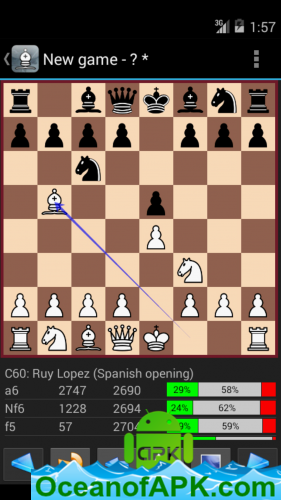 3G 1:57
New game - ? *
C60: Ruy Lopez (Spanish opening)
a6 2747 2690 29% 58%
Nf6 1228 2694 24% 62%
f5 57 2704 59%
apk
OceanofAPK.com